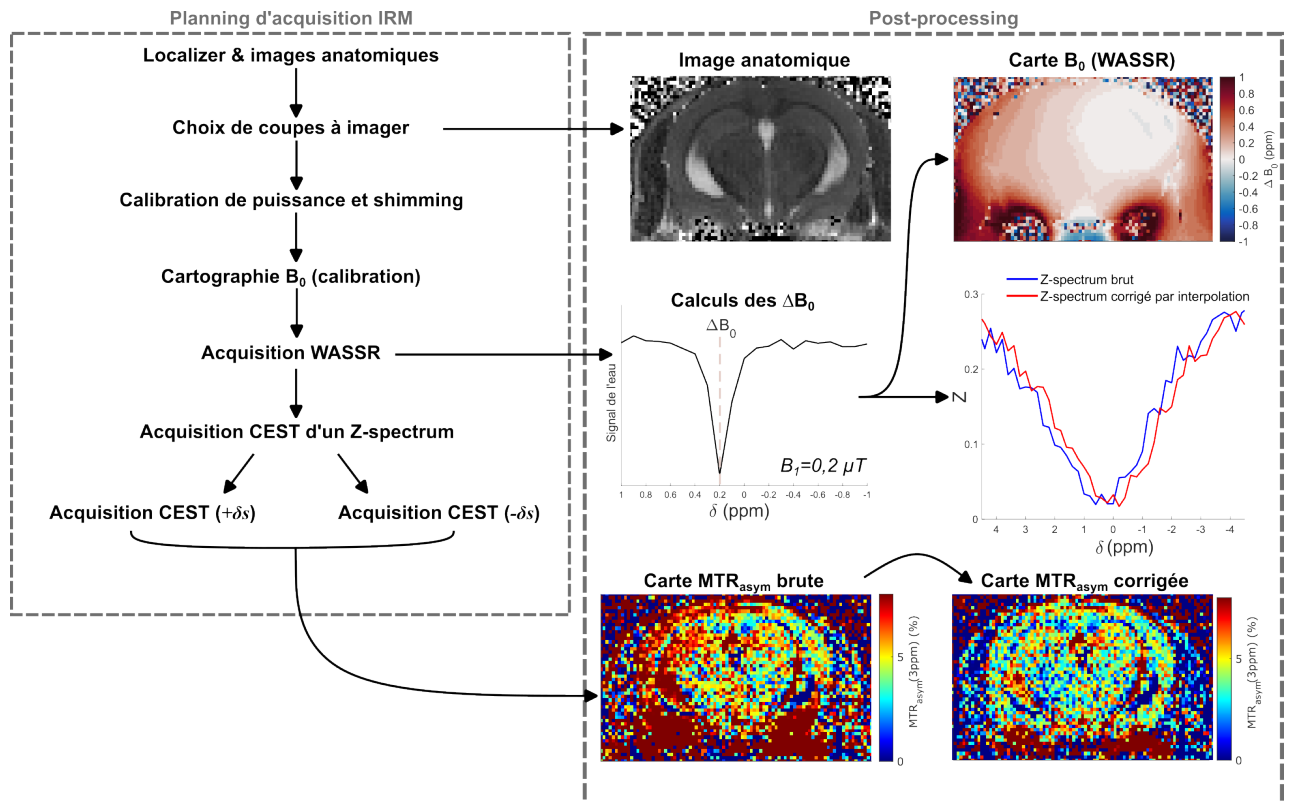 Planning d'acquisition IRM
Localizer & images anatomiques
Choix de coupes à imager
Calibration de puissance et shimming
Cartographie B₀ (calibration)
Acquisition WASSR
Acquisition CEST d'un Z-spectrum
Acquisition CEST (+δs)
Acquisition CEST (-δs)
Post-processing
Image anatomique
Carte B₀ (WASSR)
1
0.8
0.6
0.4
0.2
0
-0.2
-0.4
-0.6
-0.8
-1
Δ B₀ (ppm)
Calculs des ΔB₀
ΔB₀
Signal de l'eau
B₁=0,2 µT
1 0.8 0.6 0.4 0.2 0 -0.2 -0.4 -0.6 -0.8 -1
δ (ppm)
Z-spectrum brut
Z-spectrum corrigé par interpolation
0.3
0.2
0.1
0
Z
4 3 2 1 0 -1 -2 -3 -4
δ (ppm)
Carte MTRasym brute
5
0
MTRasym(3ppm) (%)
Carte MTRasym corrigée
5
0
MTRasym(3ppm) (%)